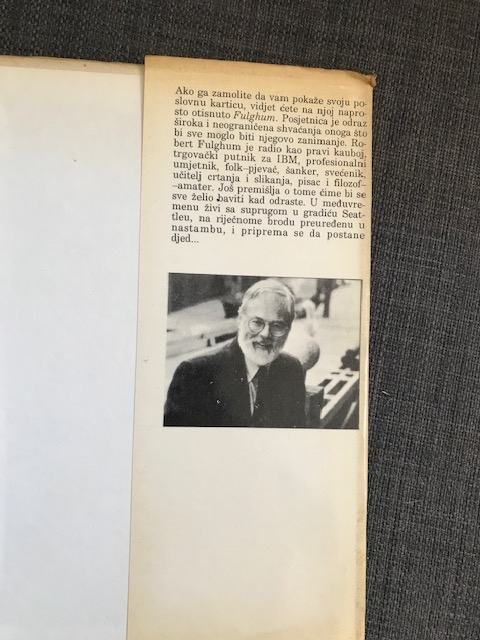 Ako ga zamolite da vam pokaže svoju po-
slovnu karticu, vidjet ćete na njoj napro-
sto otisnuto Fulghum. Posjetnica je odraz
široka i neograničena shvaćanja onoga što
bi sve moglo biti njegovo zanimanje. Ro-
bert Fulghum je radio kao pravi kauboj,
trgovački putnik za IBM, profesionalni
umjetnik, folk–pjevač, šanker, svećenik,
učitelj crtanja i slikanja, pisac i filozof–
–amater. Još premišlja o tome čime bi se
sve želio baviti kad odraste. U međuvre-
menu živi sa suprugom u gradiću Seat-
tleu, na riječnome brodu preuređenu u
nastambu, i priprema se da postane
djed...